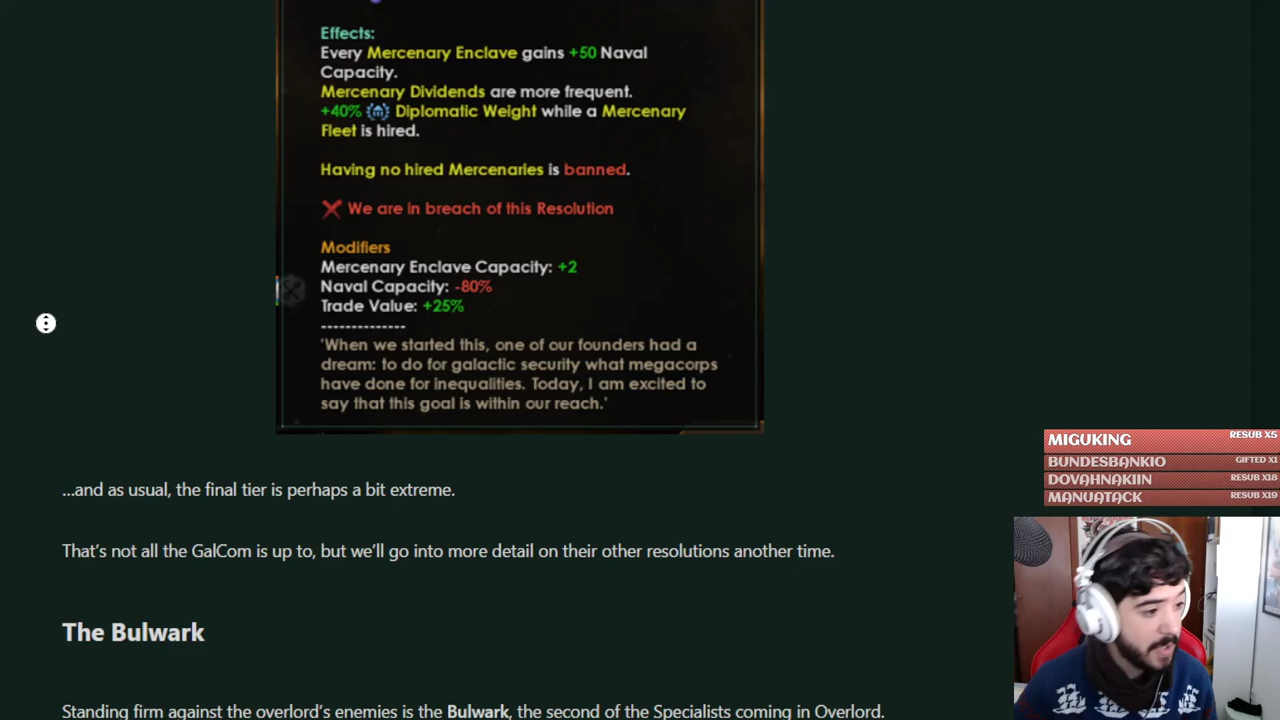 Effects:
Every Mercenary Enclave gains +50 Naval
Capacity.
Mercenary Dividends are more frequent.
+40% Diplomatic Weight while a Mercenary
Fleet is hired.
Having no hired Mercenaries is banned.
We are in breach of this Resolution
Modifiers
Mercenary Enclave Capacity: +2
Naval Capacity: -80%
Trade Value: +25%
--------------
'When we started this, one of our founders had a
dream: to do for galactic security what megacorps
have done for inequalities. Today, I am excited to
say that this goal is within our reach.'
MIGUKING RESUB X5
BUNDESBANKIO GIFTED X1
DOVAHNAKIIN RESUB X18
MANUATACK RESUB X19
…and as usual, the final tier is perhaps a bit extreme.
That's not all the GalCom is up to, but we'll go into more detail on their other resolutions another time.
The Bulwark
Standing firm against the overlord's enemies is the Bulwark, the second of the Specialists coming in Overlord.